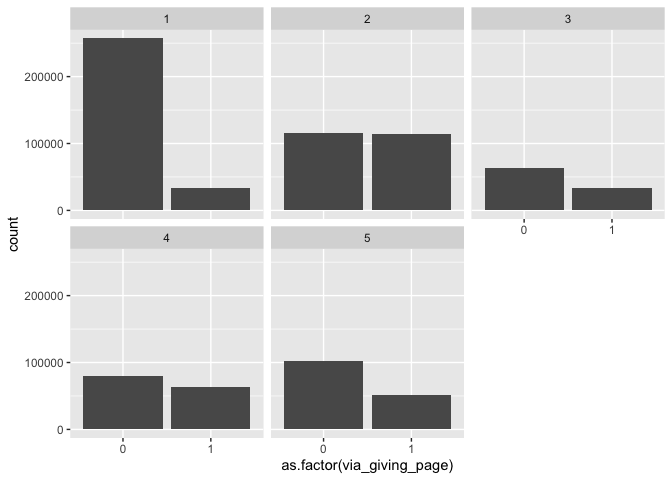 1 2 3
200000
100000
0
0 1
4 5
200000
100000
0
0 1 0 1
count
as.factor(via_giving_page)